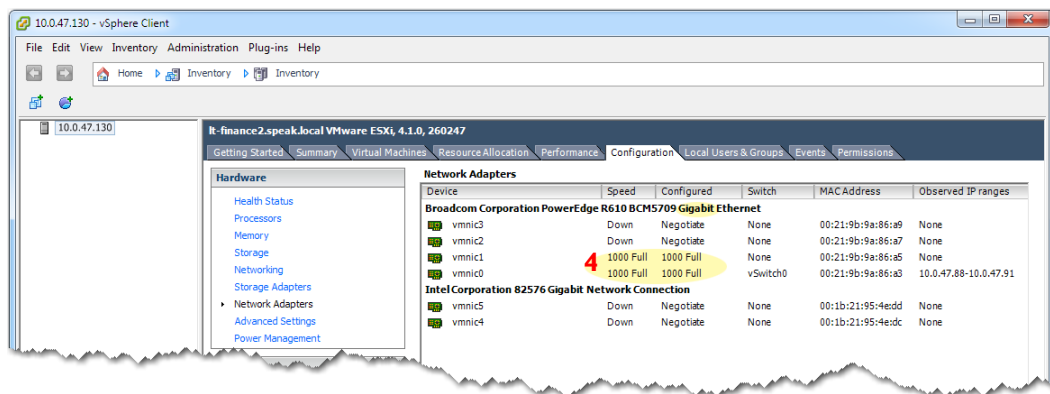 10.0.47.130 - vSphere Client
File Edit View Inventory Administration Plug-ins Help
Home Inventory Inventory
10.0.47.130
lt-finance2.speak.local VMware ESXi, 4.1.0, 260247
Getting Started Summary Virtual Machines Resource Allocation Performance Configuration Local Users & Groups Events Permissions
Hardware
Health Status
Processors
Memory
Storage
Networking
Storage Adapters
Network Adapters
Advanced Settings
Power Management
Network Adapters
Device Speed Configured Switch MAC Address Observed IP ranges
Broadcom Corporation PowerEdge R610 BCM5709 Gigabit Ethernet
vmnic3 Down Negotiate None 00:21:9b:9a:86:a9 None
vmnic2 Down Negotiate None 00:21:9b:9a:86:a7 None
vmnic1 1000 Full 1000 Full None 00:21:9b:9a:86:a5 None
4
vmnic0 1000 Full 1000 Full vSwitch0 00:21:9b:9a:86:a3 10.0.47.88-10.0.47.91
Intel Corporation 82576 Gigabit Network Connection
vmnic5 Down Negotiate None 00:1b:21:95:4e:dd None
vmnic4 Down Negotiate None 00:1b:21:95:4e:dc None